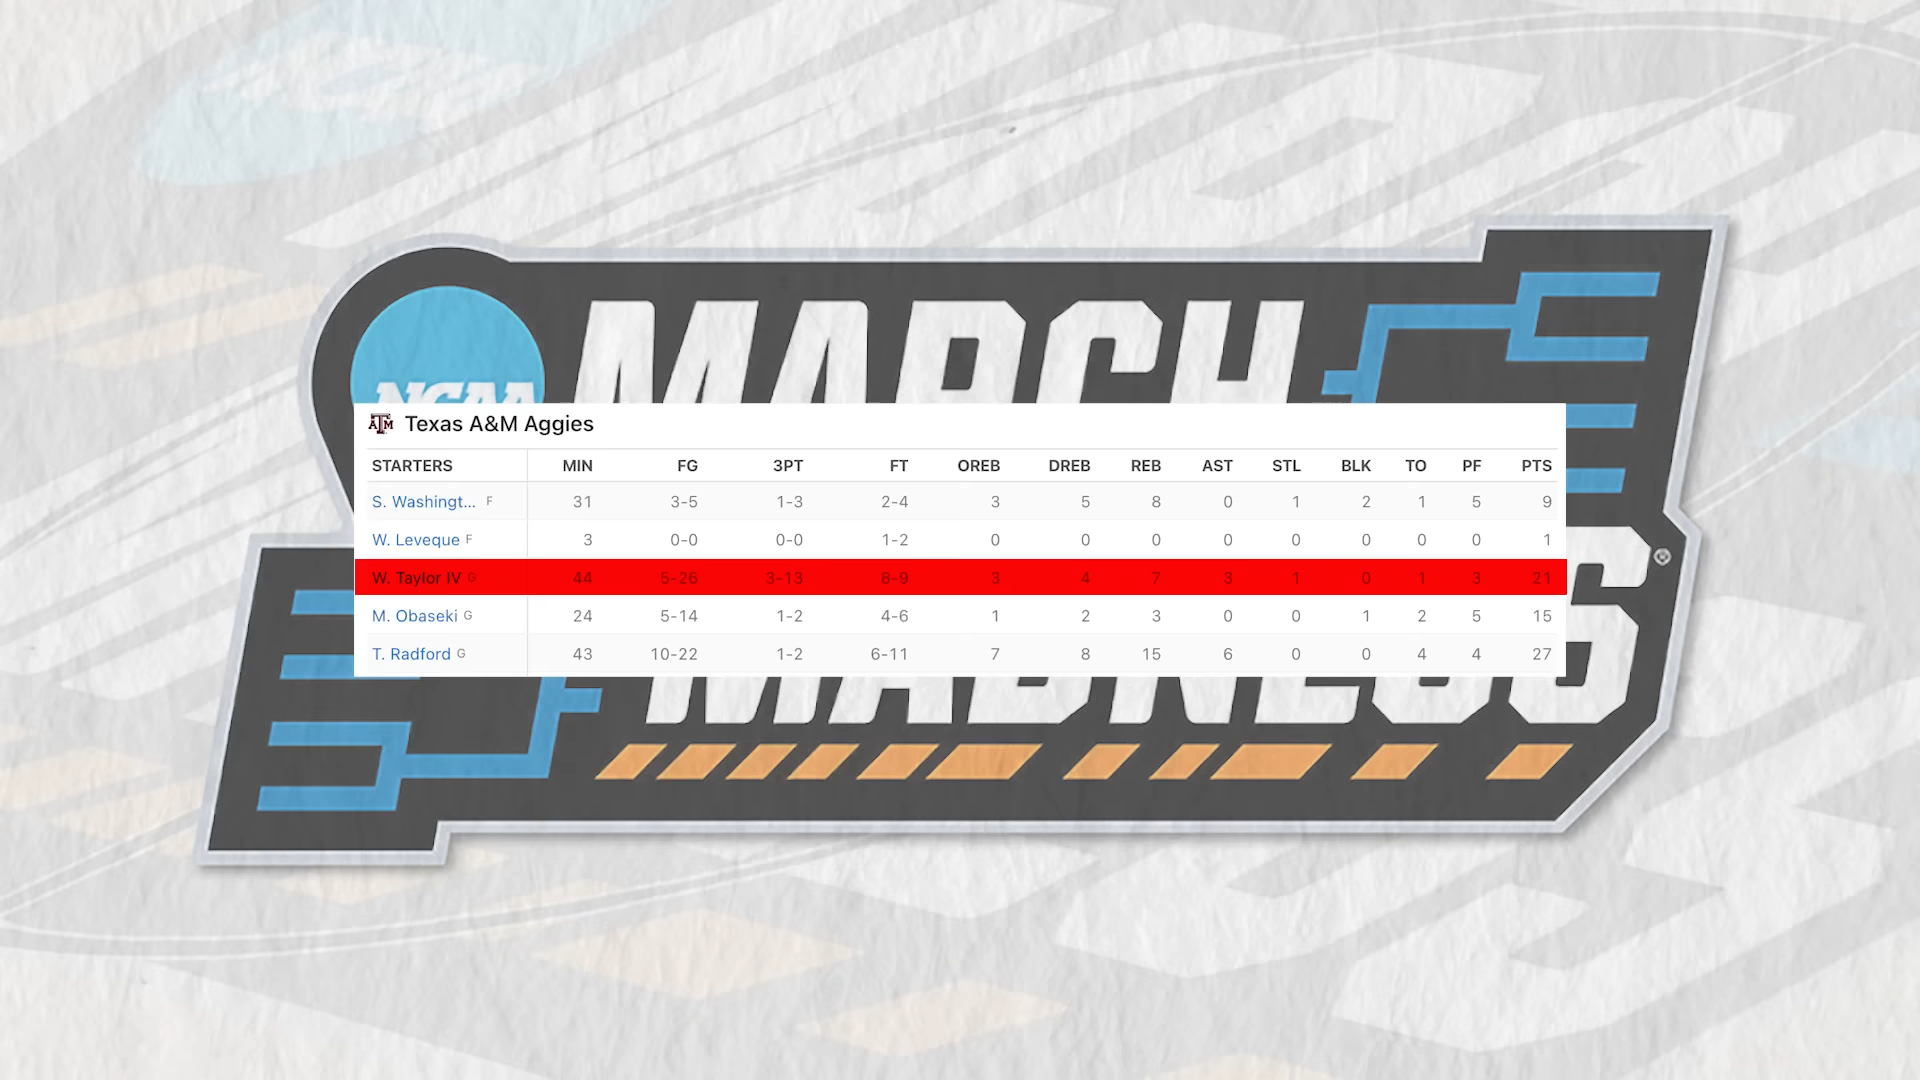 MARCH
NCAA
Texas A&M Aggies
STARTERS MIN FG 3PT FT OREB DREB REB AST STL BLK TO PF PTS
S. Washingt... F 31 3-5 1-3 2-4 3 5 8 0 1 2 1 5 9
W. Leveque F 3 0-0 0-0 1-2 0 0 0 0 0 0 0 0 1
W. Taylor IV G 44 5-26 3-13 8-9 3 4 7 3 1 0 1 3 21
M. Obaseki G 24 5-14 1-2 4-6 1 2 3 0 0 1 2 5 15
T. Radford G 43 10-22 1-2 6-11 7 8 15 6 0 0 4 4 27
MADNESS ®